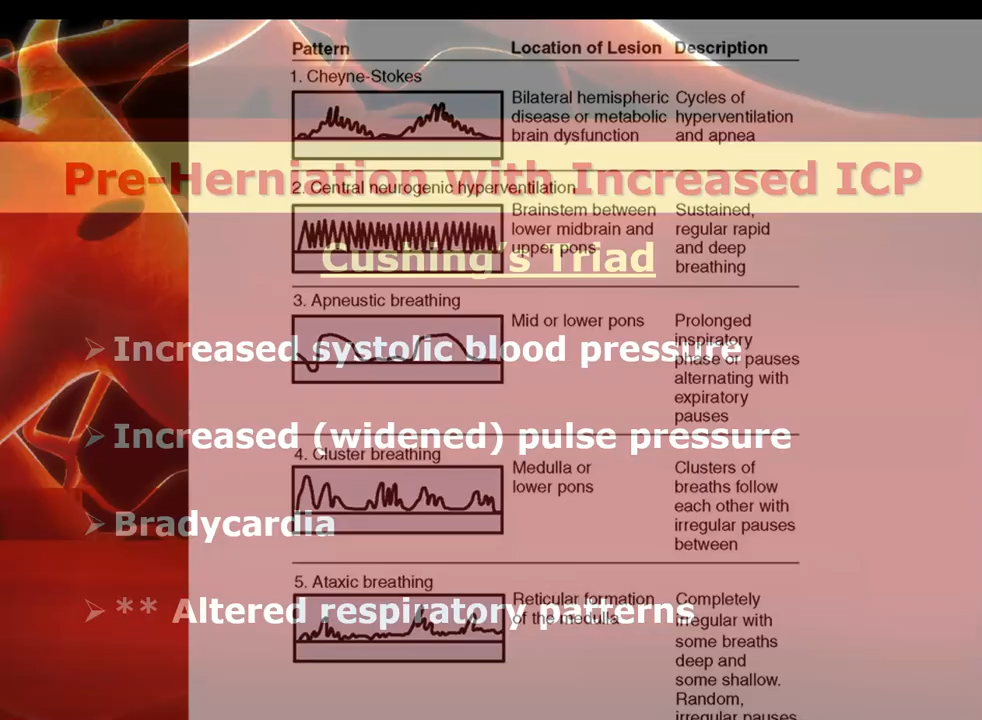 Pattern Location of Lesion Description
1. Cheyne-Stokes
Bilateral hemispheric
disease or metabolic
brain dysfunction
Cycles of
hyperventilation
and apnea
2. Central neurogenic hyperventilation
Brainstem between
lower midbrain and
upper pons
Sustained,
regular rapid
and deep
breathing
3. Apneustic breathing
Mid or lower pons
Prolonged
inspiratory
phase or pauses
alternating with
expiratory
pauses
4. Cluster breathing
Medulla or
lower pons
Clusters of
breaths follow
each other with
irregular pauses
between
5. Ataxic breathing
Reticular formation
of the medulla
Completely
irregular with
some breaths
deep and
some shallow.
Random,
irregular pauses
Pre-Herniation with Increased ICP
Cushing's Triad
➢ Increased systolic blood pressure
➢ Increased (widened) pulse pressure
➢ Bradycardia
➢ ** Altered respiratory patterns